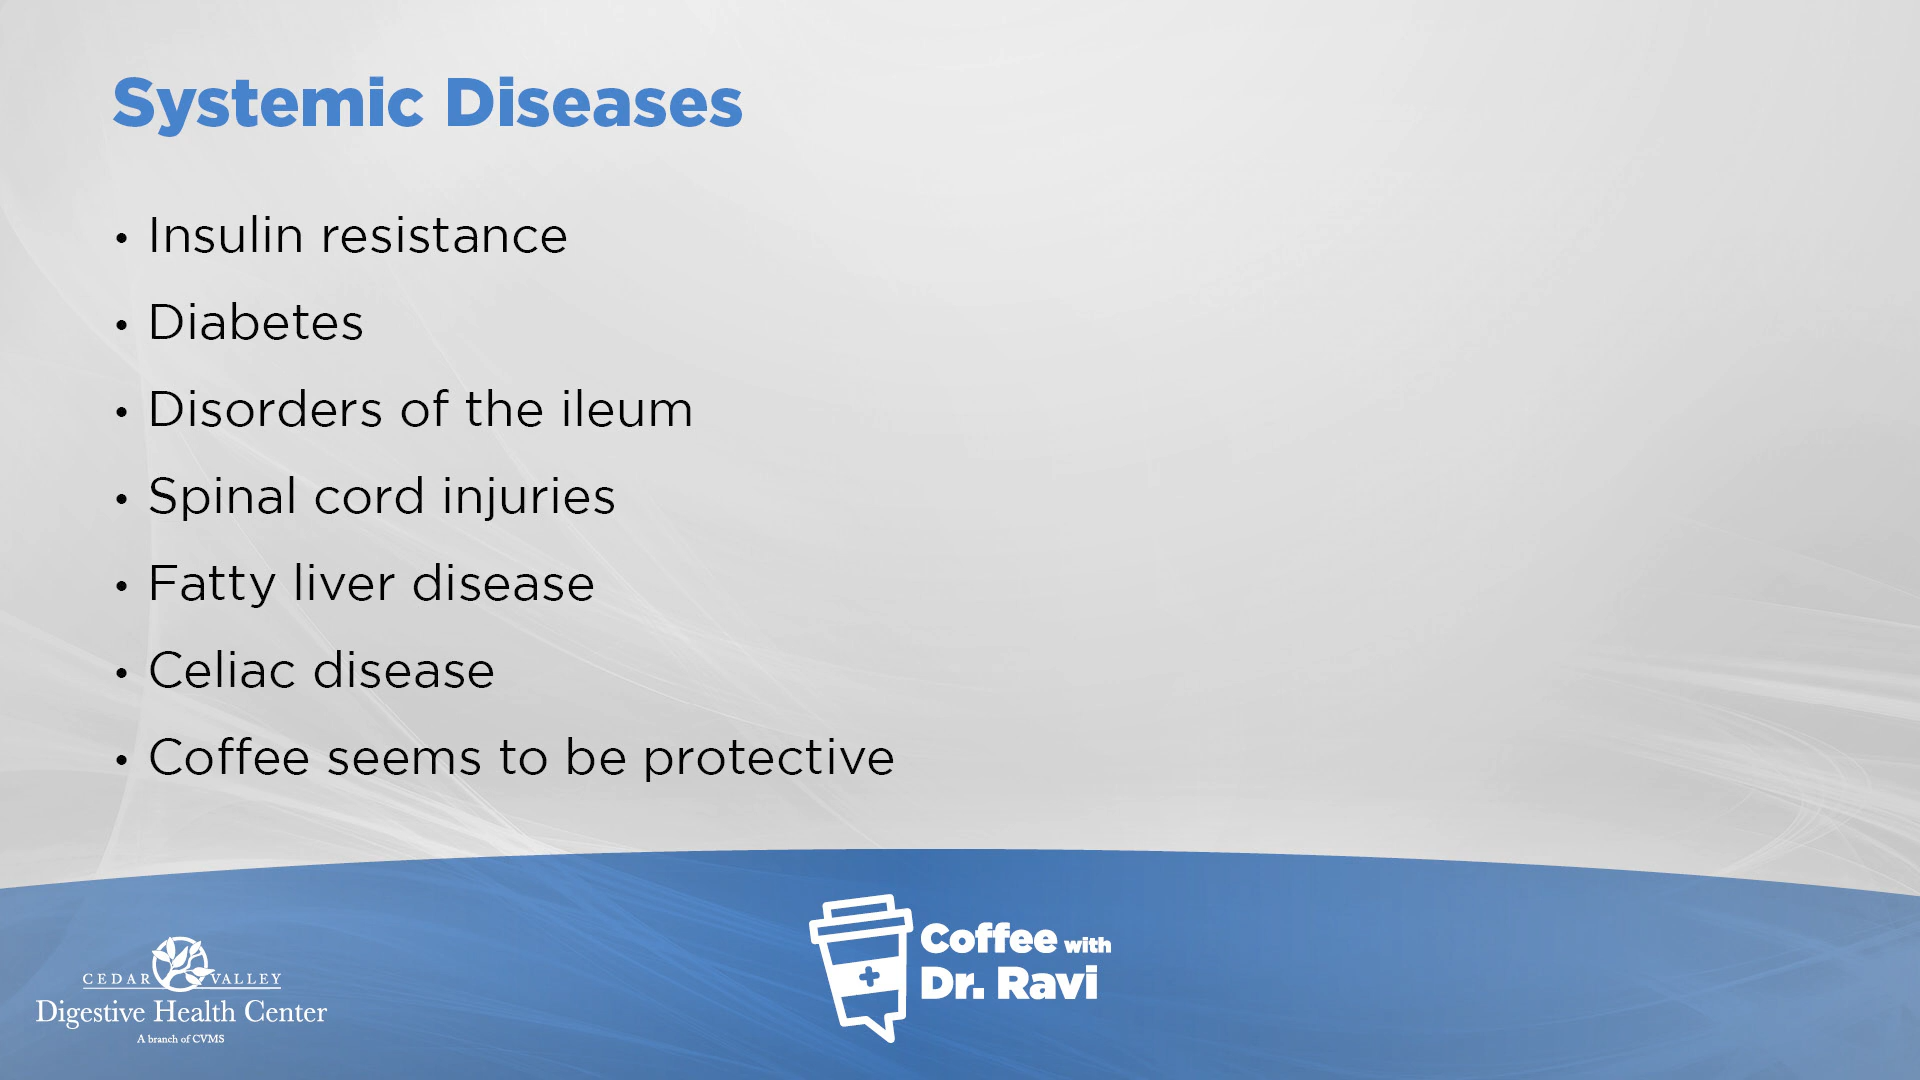 Systemic Diseases
• Insulin resistance
• Diabetes
• Disorders of the ileum
• Spinal cord injuries
• Fatty liver disease
• Celiac disease
• Coffee seems to be protective
CEDAR VALLEY
Digestive Health Center
A branch of CVMS
Coffee with
Dr. Ravi